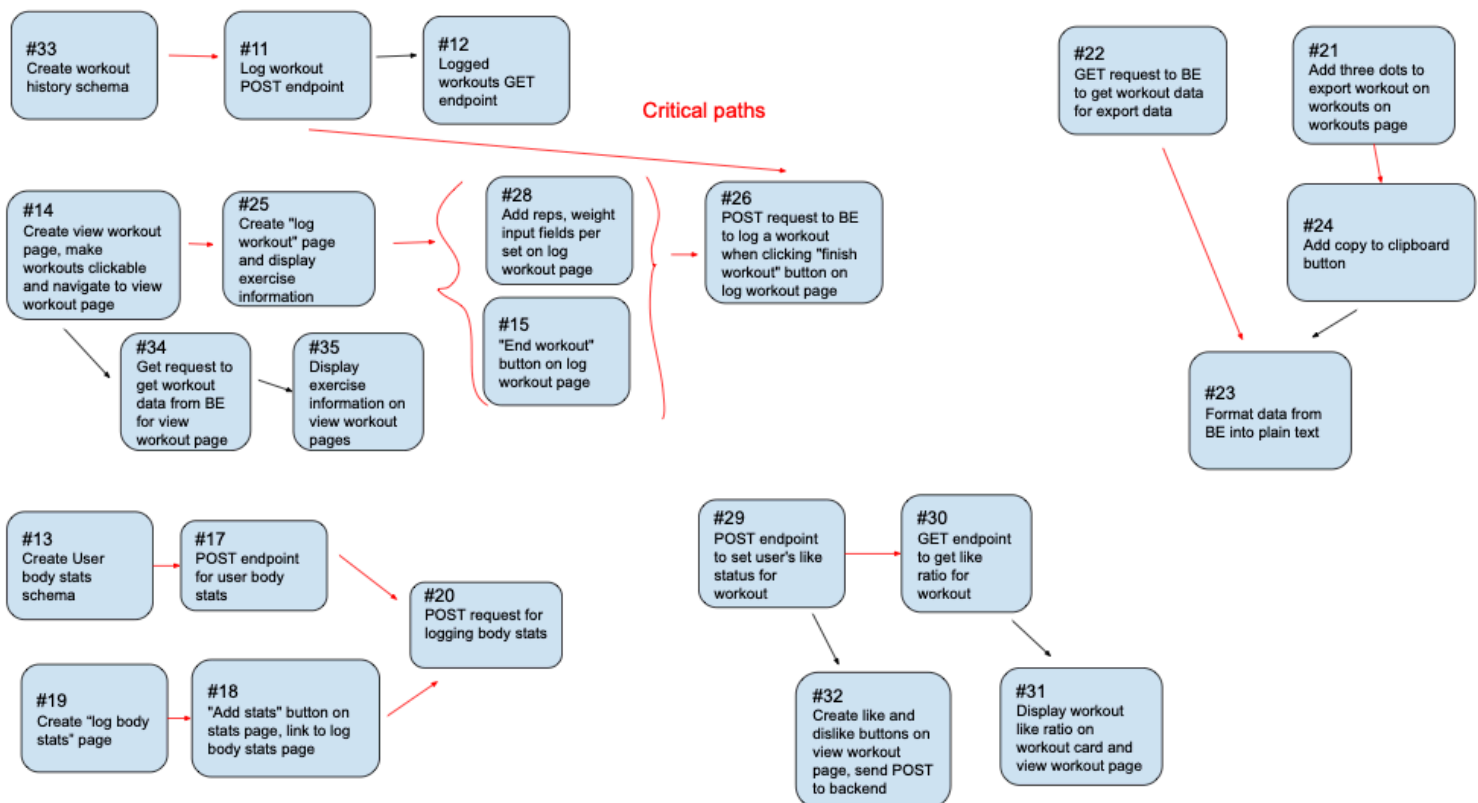 #33
Create workout
history schema
#11
Log workout
POST endpoint
#12
Logged
workouts GET
endpoint
Critical paths
#22
GET request to BE
to get workout data
for export data
#21
Add three dots to
export workout on
workouts on
workouts page
#14
Create view workout
page, make
workouts clickable
and navigate to view
workout page
#25
Create "log
workout" page
and display
exercise
information
#28
Add reps, weight
input fields per
set on log
workout page
#15
"End workout"
button on log
workout page
#26
POST request to BE
to log a workout
when clicking "finish
workout" button on
log workout page
#24
Add copy to clipboard
button
#34
Get request to
get workout
data from BE
for view
workout page
#35
Display
exercise
information on
view workout
pages
#23
Format data from
BE into plain text
#13
Create User
body stats
schema
#17
POST endpoint
for user body
stats
#20
POST request for
logging body stats
#19
Create "log body
stats" page
#18
"Add stats" button on
stats page, link to log
body stats page
#29
POST endpoint
to set user's like
status for
workout
#30
GET endpoint
to get like
ratio for
workout
#32
Create like and
dislike buttons on
view workout
page, send POST
to backend
#31
Display workout
like ratio on
workout card and
view workout page